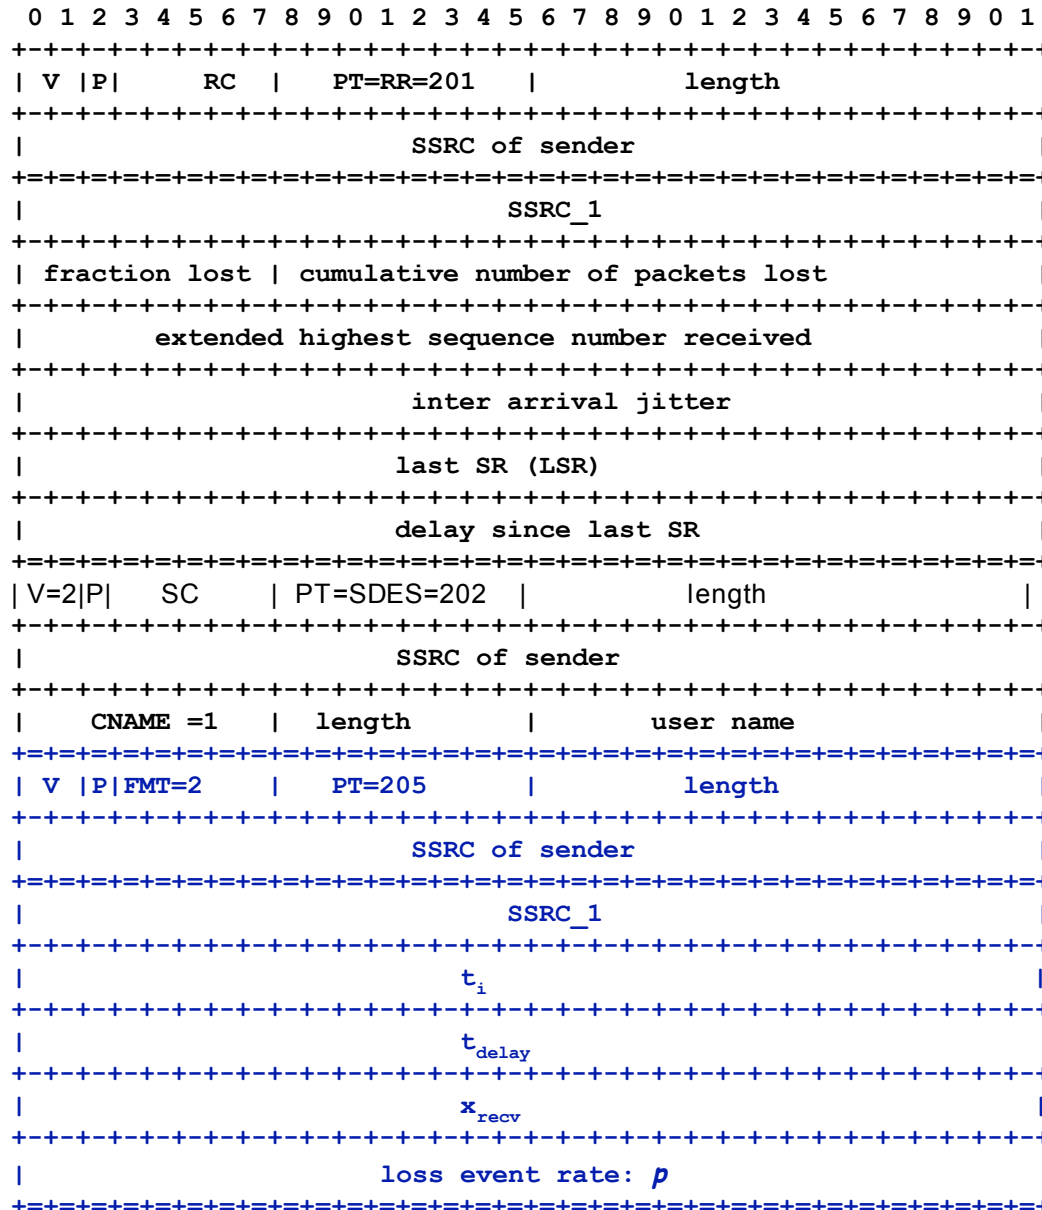 0 1 2 3 4 5 6 7 8 9 0 1 2 3 4 5 6 7 8 9 0 1 2 3 4 5 6 7 8 9 0 1
+-+-+-+-+-+-+-+-+-+-+-+-+-+-+-+-+-+-+-+-+-+-+-+-+-+-+-+-+-+-+-+-+
| V |P| RC | PT=RR=201 | length
+-+-+-+-+-+-+-+-+-+-+-+-+-+-+-+-+-+-+-+-+-+-+-+-+-+-+-+-+-+-+-+-+
| SSRC of sender |
+=+=+=+=+=+=+=+=+=+=+=+=+=+=+=+=+=+=+=+=+=+=+=+=+=+=+=+=+=+=+=+=+
| SSRC_1 |
+-+-+-+-+-+-+-+-+-+-+-+-+-+-+-+-+-+-+-+-+-+-+-+-+-+-+-+-+-+-+-+-+
| fraction lost | cumulative number of packets lost |
+-+-+-+-+-+-+-+-+-+-+-+-+-+-+-+-+-+-+-+-+-+-+-+-+-+-+-+-+-+-+-+-+
| extended highest sequence number received |
+-+-+-+-+-+-+-+-+-+-+-+-+-+-+-+-+-+-+-+-+-+-+-+-+-+-+-+-+-+-+-+-+
| inter arrival jitter |
+-+-+-+-+-+-+-+-+-+-+-+-+-+-+-+-+-+-+-+-+-+-+-+-+-+-+-+-+-+-+-+-+
| last SR (LSR) |
+-+-+-+-+-+-+-+-+-+-+-+-+-+-+-+-+-+-+-+-+-+-+-+-+-+-+-+-+-+-+-+-+
| delay since last SR |
+=+=+=+=+=+=+=+=+=+=+=+=+=+=+=+=+=+=+=+=+=+=+=+=+=+=+=+=+=+=+=+=+
| V=2|P| SC | PT=SDES=202 | length |
+-+-+-+-+-+-+-+-+-+-+-+-+-+-+-+-+-+-+-+-+-+-+-+-+-+-+-+-+-+-+-+-+
| SSRC of sender |
+-+-+-+-+-+-+-+-+-+-+-+-+-+-+-+-+-+-+-+-+-+-+-+-+-+-+-+-+-+-+-+-+
| CNAME =1 | length | user name |
+=+=+=+=+=+=+=+=+=+=+=+=+=+=+=+=+=+=+=+=+=+=+=+=+=+=+=+=+=+=+=+=+
| V |P|FMT=2 | PT=205 | length |
+-+-+-+-+-+-+-+-+-+-+-+-+-+-+-+-+-+-+-+-+-+-+-+-+-+-+-+-+-+-+-+-+
| SSRC of sender |
+=+=+=+=+=+=+=+=+=+=+=+=+=+=+=+=+=+=+=+=+=+=+=+=+=+=+=+=+=+=+=+=+
| SSRC_1 |
+-+-+-+-+-+-+-+-+-+-+-+-+-+-+-+-+-+-+-+-+-+-+-+-+-+-+-+-+-+-+-+-+
| t_i |
+-+-+-+-+-+-+-+-+-+-+-+-+-+-+-+-+-+-+-+-+-+-+-+-+-+-+-+-+-+-+-+-+
| t_delay |
+-+-+-+-+-+-+-+-+-+-+-+-+-+-+-+-+-+-+-+-+-+-+-+-+-+-+-+-+-+-+-+-+
| x_recv |
+-+-+-+-+-+-+-+-+-+-+-+-+-+-+-+-+-+-+-+-+-+-+-+-+-+-+-+-+-+-+-+-+
| loss event rate: p |
+=+=+=+=+=+=+=+=+=+=+=+=+=+=+=+=+=+=+=+=+=+=+=+=+=+=+=+=+=+=+=+=+